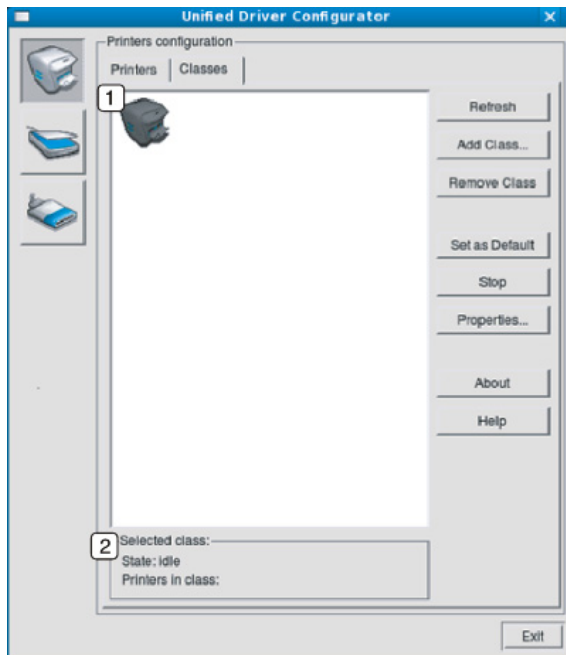 Unified Driver Configurator
Printers configuration
Printers Classes
1
Refresh
Add Class...
Remove Class
Set as Default
Stop
Properties...
About
Help
2
Selected class:
State: idle
Printers in class:
Exit